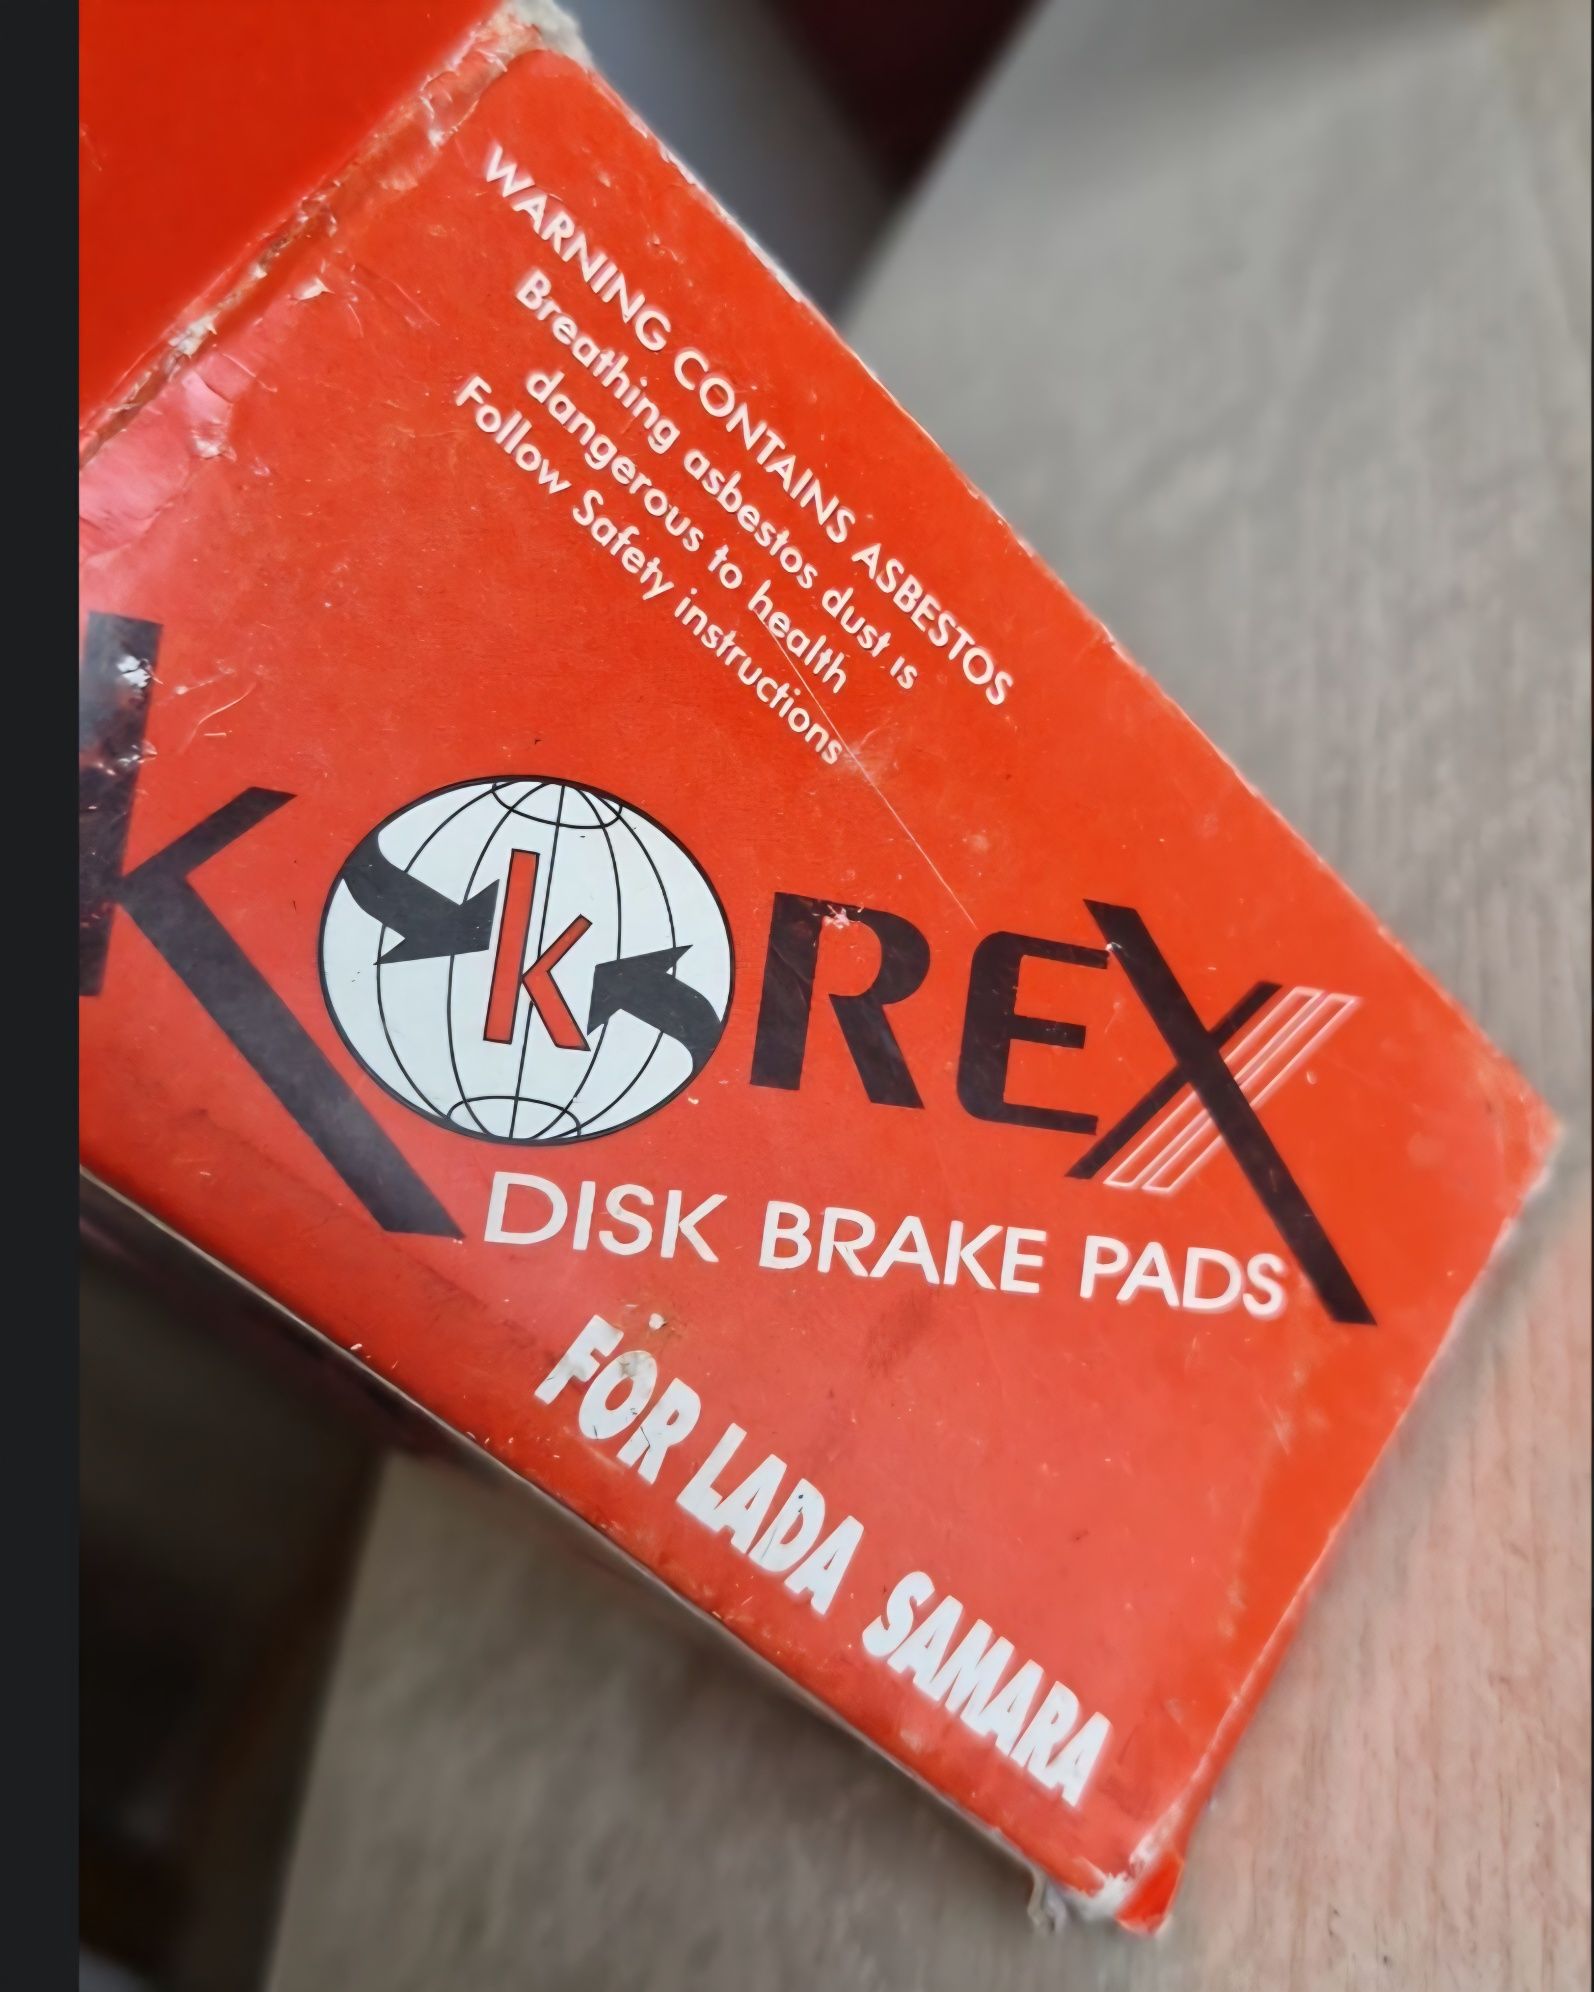 WARNING CONTAINS ASBESTOS
Breathing asbestos dust is
dangerous to health
Follow Safety instructions
KOREX
k
DISK BRAKE PADS
FOR LADA SAMARA